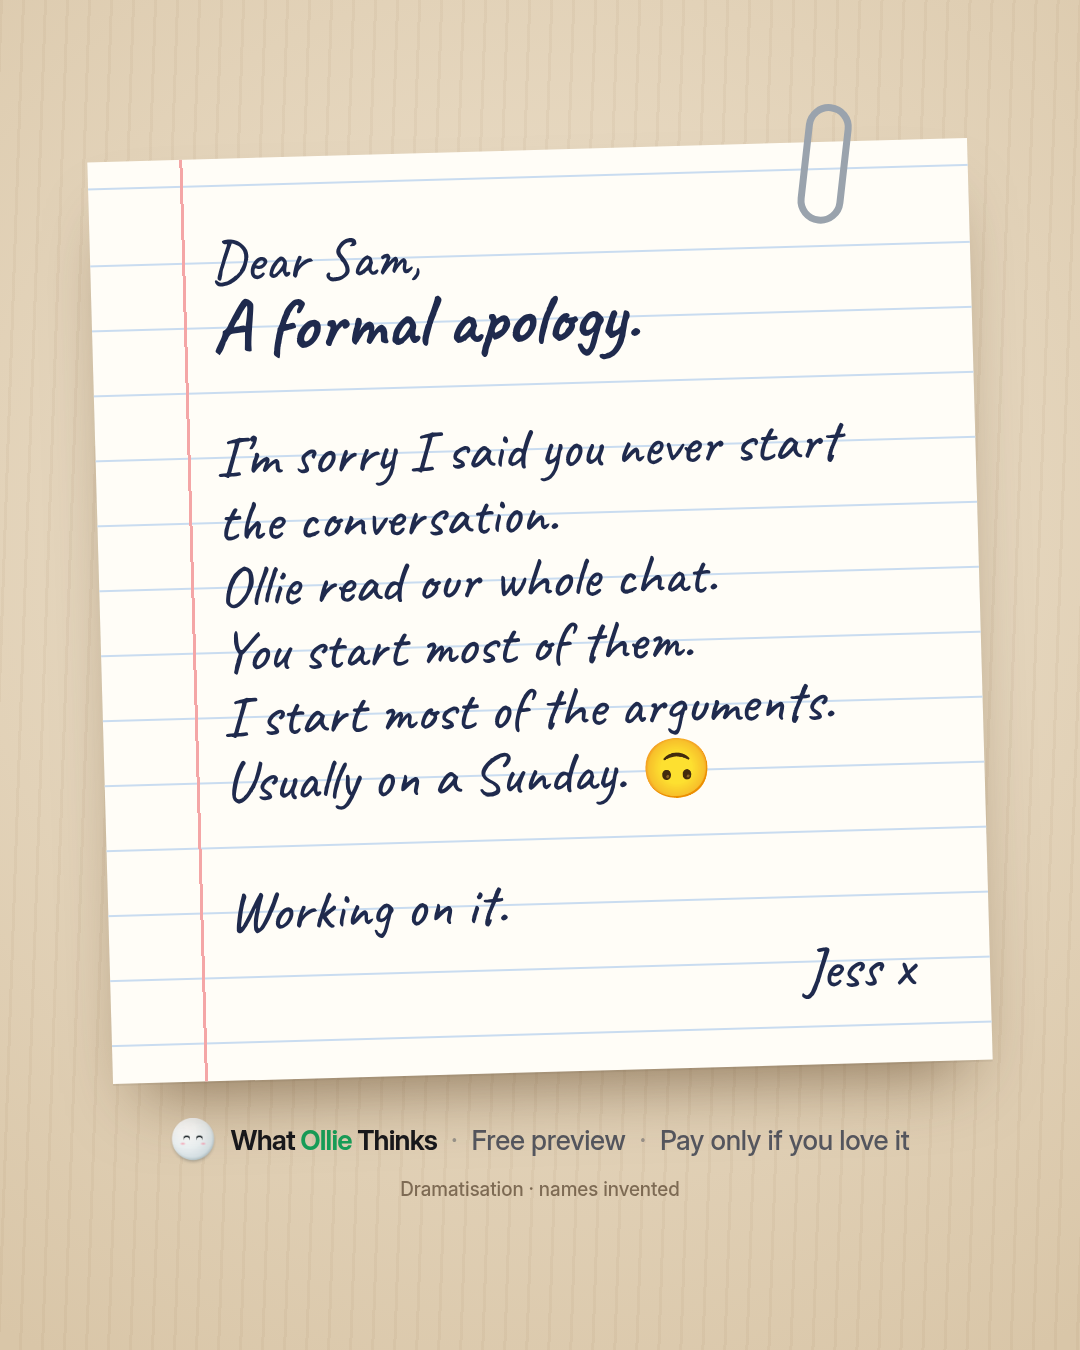 Dear Sam,
A formal apology.
I'm sorry I said you never start
the conversation.
Ollie read our whole chat.
You start most of them.
I start most of the arguments.
Usually on a Sunday. 🙃
Working on it.
Jess x
What Ollie Thinks · Free preview · Pay only if you love it
Dramatisation · names invented